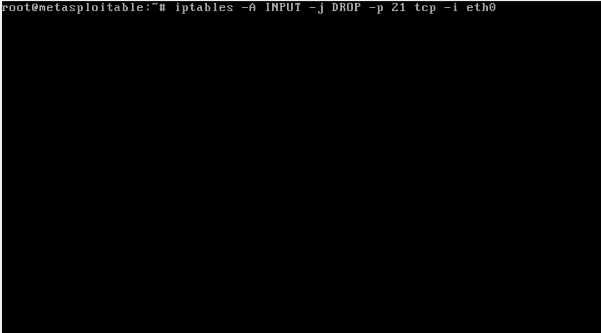 root@metasploitable:~# iptables -A INPUT -j DROP -p 21 tcp -i eth0